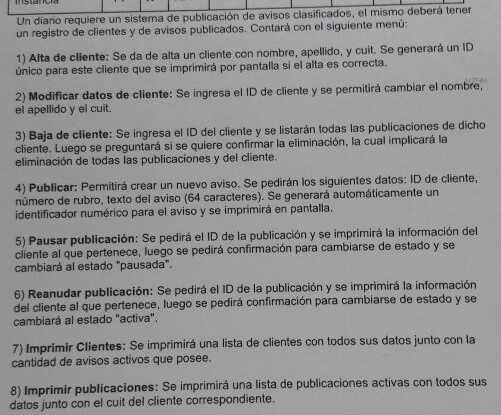 Instancia
Un diario requiere un sistema de publicación de avisos clasificados, el mismo deberá tener
un registro de clientes y de avisos publicados. Contará con el siguiente menú:
1) Alta de cliente: Se da de alta un cliente con nombre, apellido, y cuit. Se generará un ID
único para este cliente que se imprimirá por pantalla si el alta es correcta.
2) Modificar datos de cliente: Se ingresa el ID de cliente y se permitirá cambiar el nombre,
el apellido y el cuit.
3) Baja de cliente: Se ingresa el ID del cliente y se listarán todas las publicaciones de dicho
cliente. Luego se preguntará si se quiere confirmar la eliminación, la cual implicará la
eliminación de todas las publicaciones y del cliente.
4) Publicar: Permitirá crear un nuevo aviso. Se pedirán los siguientes datos: ID de cliente,
número de rubro, texto del aviso (64 caracteres). Se generará automáticamente un
identificador numérico para el aviso y se imprimirá en pantalla.
5) Pausar publicación: Se pedirá el ID de la publicación y se imprimirá la información del
cliente al que pertenece, luego se pedirá confirmación para cambiarse de estado y se
cambiará al estado "pausada".
6) Reanudar publicación: Se pedirá el ID de la publicación y se imprimirá la información
del cliente al que pertenece, luego se pedirá confirmación para cambiarse de estado y se
cambiará al estado "activa".
7) Imprimir Clientes: Se imprimirá una lista de clientes con todos sus datos junto con la
cantidad de avisos activos que posee.
8) Imprimir publicaciones: Se imprimirá una lista de publicaciones activas con todos sus
datos junto con el cuit del cliente correspondiente.